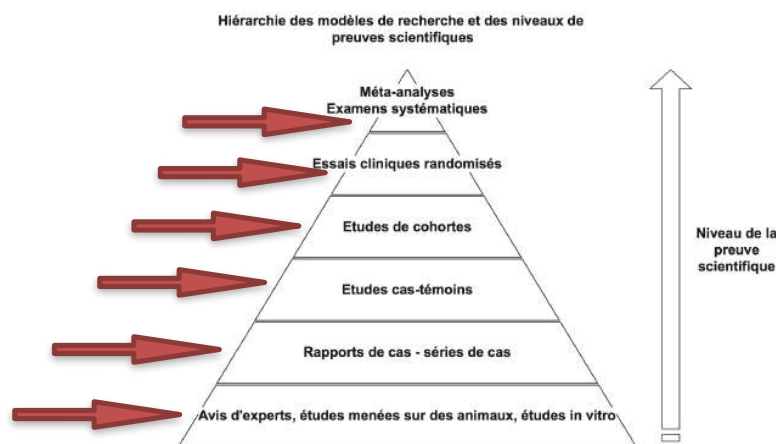 Hiérarchie des modèles de recherche et des niveaux de
preuves scientifiques
Méta-analyses
Examens systématiques
Essais cliniques randomisés
Etudes de cohortes
Etudes cas-témoins
Rapports de cas - séries de cas
Avis d'experts, études menées sur des animaux, études in vitro
Niveau de la
preuve
scientifique